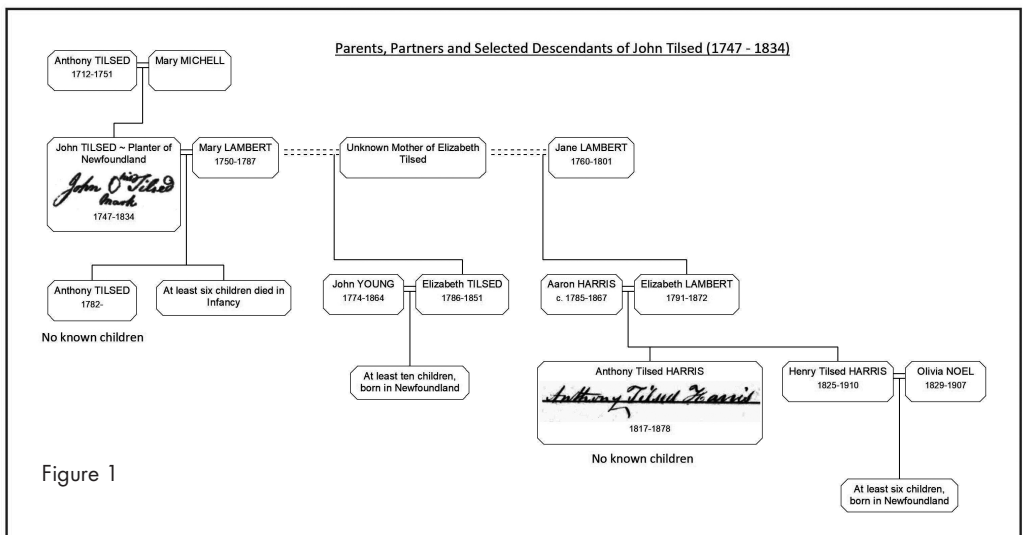 Parents, Partners and Selected Descendants of John Tilsed (1747 - 1834)
Anthony TILSED
1712-1751
Mary MICHELL
John TILSED ~ Planter of
Newfoundland
John O his Tilsed
mark
1747-1834
Mary LAMBERT
1750-1787
Unknown Mother of Elizabeth
Tilsed
Jane LAMBERT
1760-1801
Anthony TILSED
1782-
No known children
At least six children died in
Infancy
John YOUNG
1774-1864
Elizabeth TILSED
1786-1851
At least ten children,
born in Newfoundland
Aaron HARRIS
c. 1785-1867
Elizabeth LAMBERT
1791-1872
Anthony Tilsed HARRIS
Anthony Tilsed Harris
1817-1878
No known children
Henry Tilsed HARRIS
1825-1910
Olivia NOEL
1829-1907
At least six children,
born in Newfoundland
Figure 1